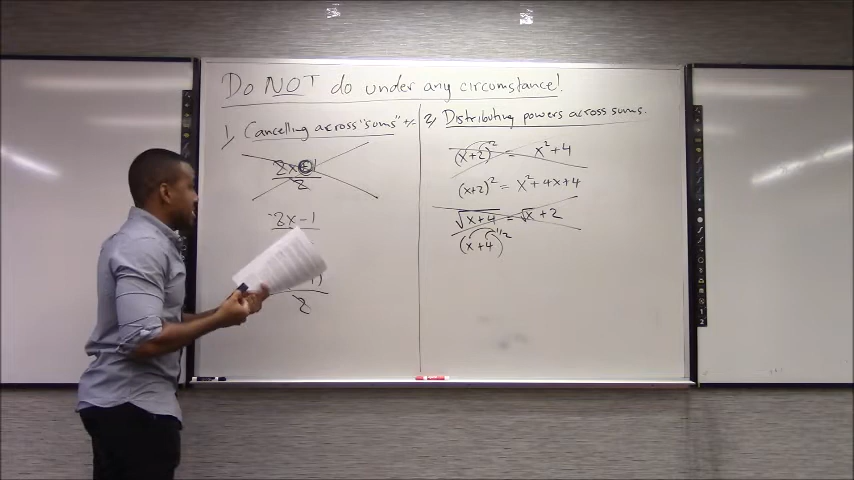 Do NOT do under any circumstance!
1) Cancelling across "sums" +/-
2x+1
2
-2x-1
2
2) Distributing powers across sums.
(x+2)² = x²+4
(x+2)² = x²+4x+4
√x+4 = √x+2
(x+4)^1/2